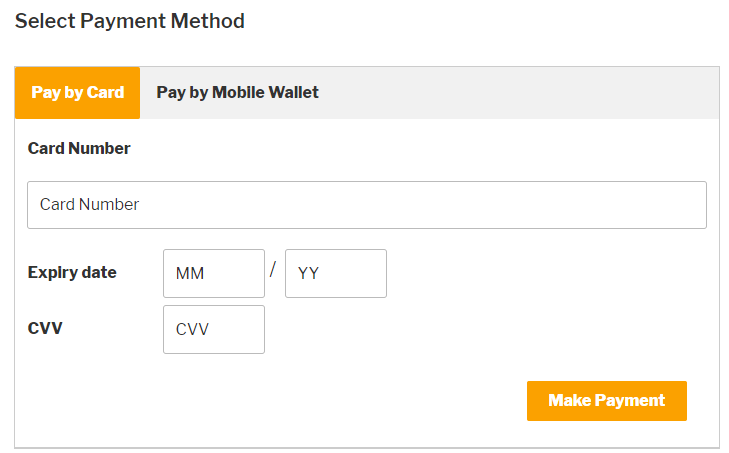 Select Payment Method
Pay by Card Pay by Mobile Wallet
Card Number
Card Number
Expiry date MM / YY
CVV CVV
Make Payment